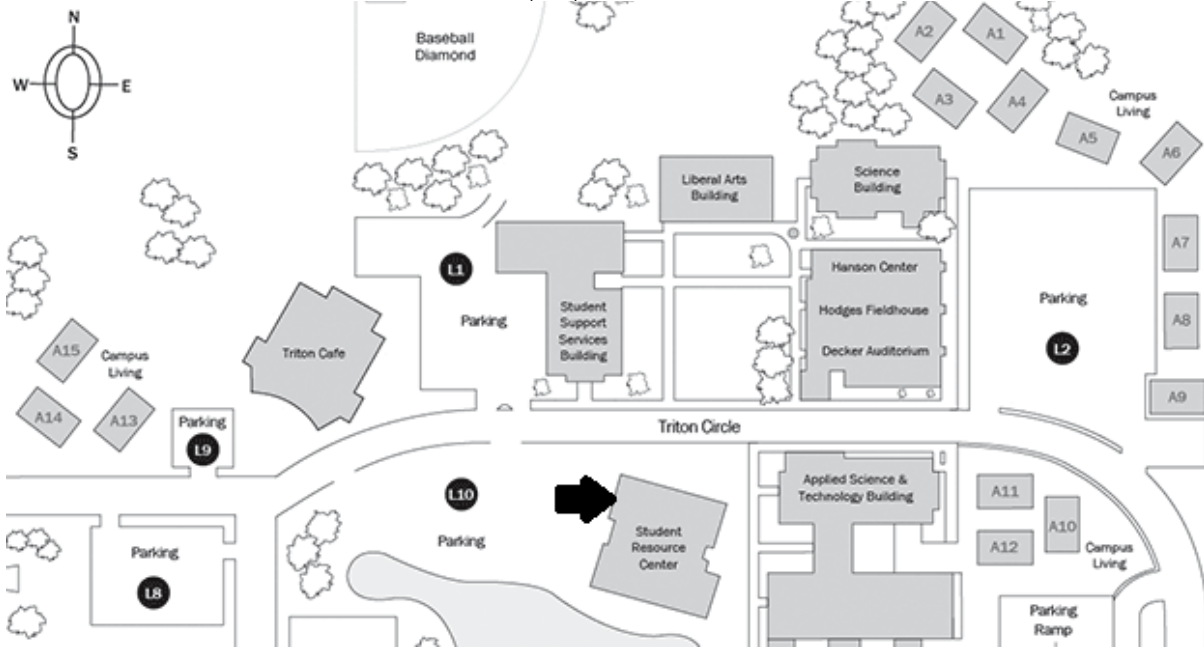 N
W E
S
Baseball
Diamond
A2
A1
A3
A4
Campus
Living
A5
A6
Liberal Arts
Building
Science
Building
A7
L1
Parking
Hanson Center
Hodges Fieldhouse
Decker Auditorium
Student
Support
Services
Building
Parking
L2
A8
Triton Cafe
A15
Campus
Living
A14
A13
A9
Parking
L9
Triton Circle
L10
Parking
Student
Resource
Center
Applied Science &
Technology Building
A11
A10
A12
Campus
Living
Parking
L8
Parking
Ramp